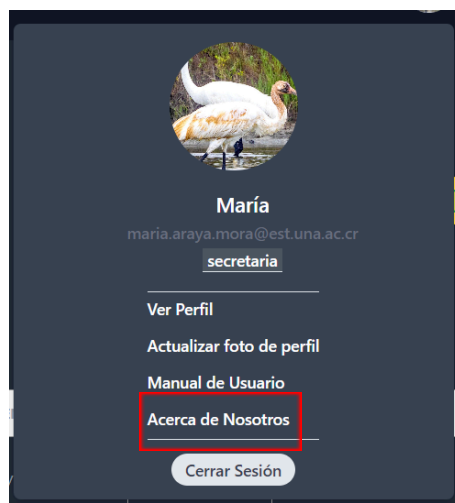 María
maria.araya.mora@est.una.ac.cr
secretaria
Ver Perfil
Actualizar foto de perfil
Manual de Usuario
Acerca de Nosotros
Cerrar Sesión